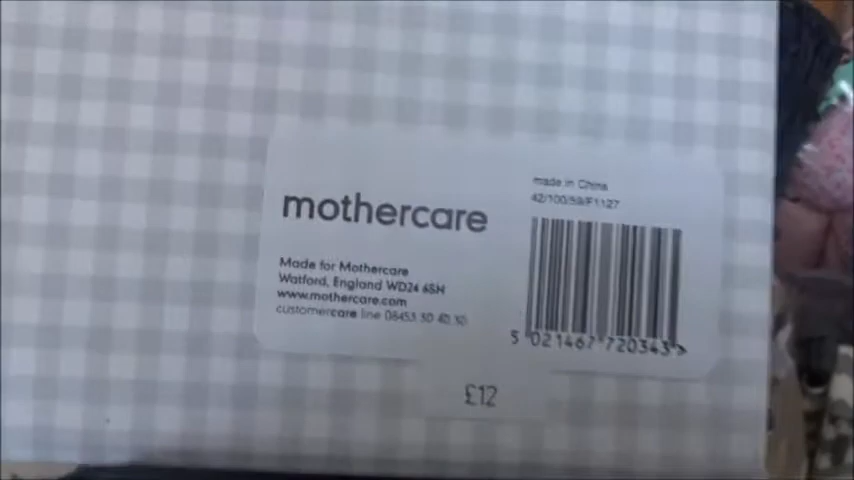 mothercare
Made for Mothercare
Watford, England WD24 6SH
www.mothercare.com
customercare line 08453 30 40 30
made in China
42/100/59/F1127
5 021467 720343 >
£12